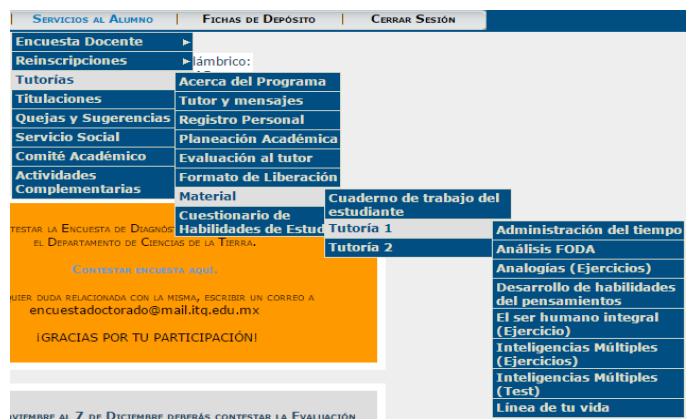 Servicios al Alumno | Fichas de Depósito | Cerrar Sesión
Encuesta Docente
Reinscripciones
lámbrico:
Tutorías
Titulaciones
Quejas y Sugerencias
Servicio Social
Comité Académico
Actividades
Complementarias
Acerca del Programa
Tutor y mensajes
Registro Personal
Planeación Académica
Evaluación al tutor
Formato de Liberación
Material
Cuestionario de
Habilidades de Estud
Cuaderno de trabajo del
estudiante
Tutoría 1
Tutoría 2
Administración del tiempo
Análisis FODA
Analogías (Ejercicios)
Desarrollo de habilidades
del pensamientos
El ser humano integral
(Ejercicio)
Inteligencias Múltiples
(Ejercicios)
Inteligencias Múltiples
(Test)
Línea de tu vida
testar la Encuesta de Diagnós
el Departamento de Ciencias de la Tierra.
Contestar encuesta aquí.
quier duda relacionada con la misma, escribir un correo a
encuestadoctorado@mail.itq.edu.mx
¡GRACIAS POR TU PARTICIPACIÓN!
oviembre al 7 de Diciembre deberás contestar la Evaluación